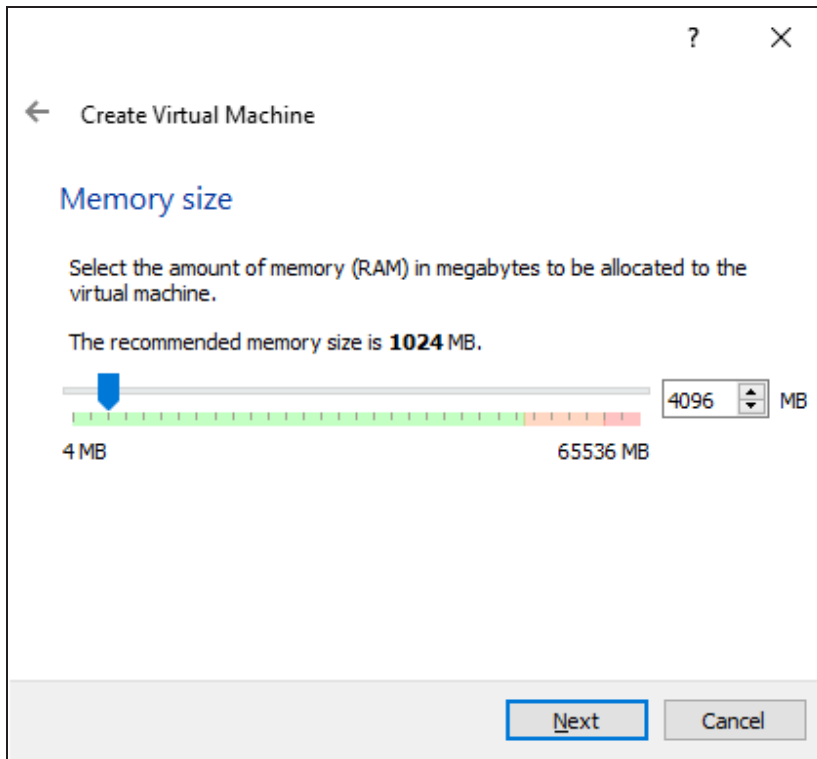 ?
Create Virtual Machine
Memory size
Select the amount of memory (RAM) in megabytes to be allocated to the
virtual machine.
The recommended memory size is 1024 MB.
4096 MB
4 MB 65536 MB
Next Cancel